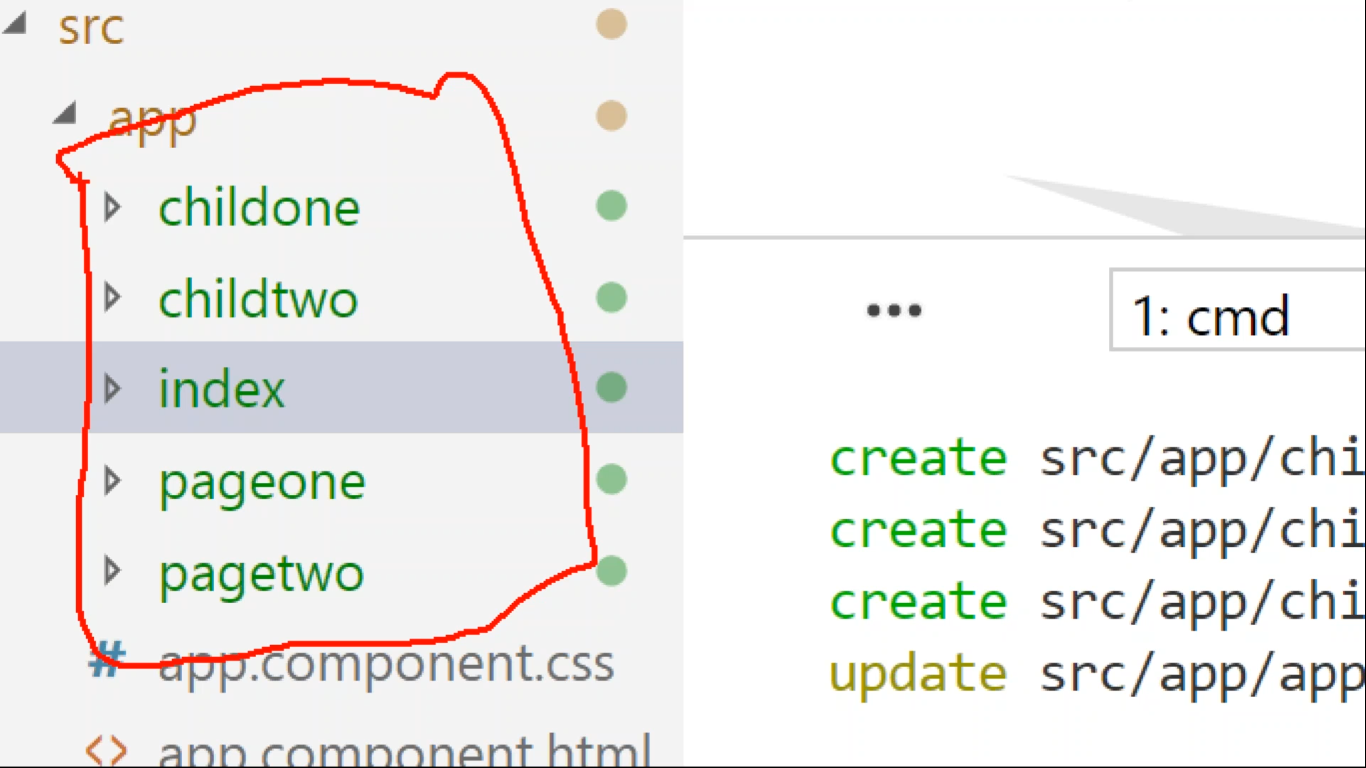 src
app
childone
childtwo
index
pageone
pagetwo
# app.component.css
<> app.component.html
1: cmd
create src/app/chi
create src/app/chi
create src/app/chi
update src/app/app